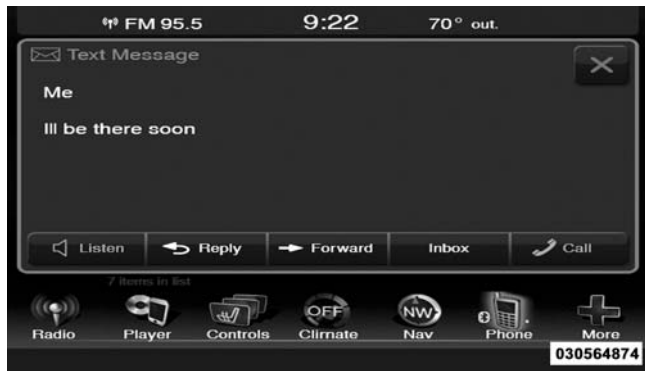 FM 95.5 9:22 70° out.
Text Message
Me
Ill be there soon
Listen Reply Forward Inbox Call
7 items in list
OFF NW
Radio Player Controls Climate Nav Phone More
030564874